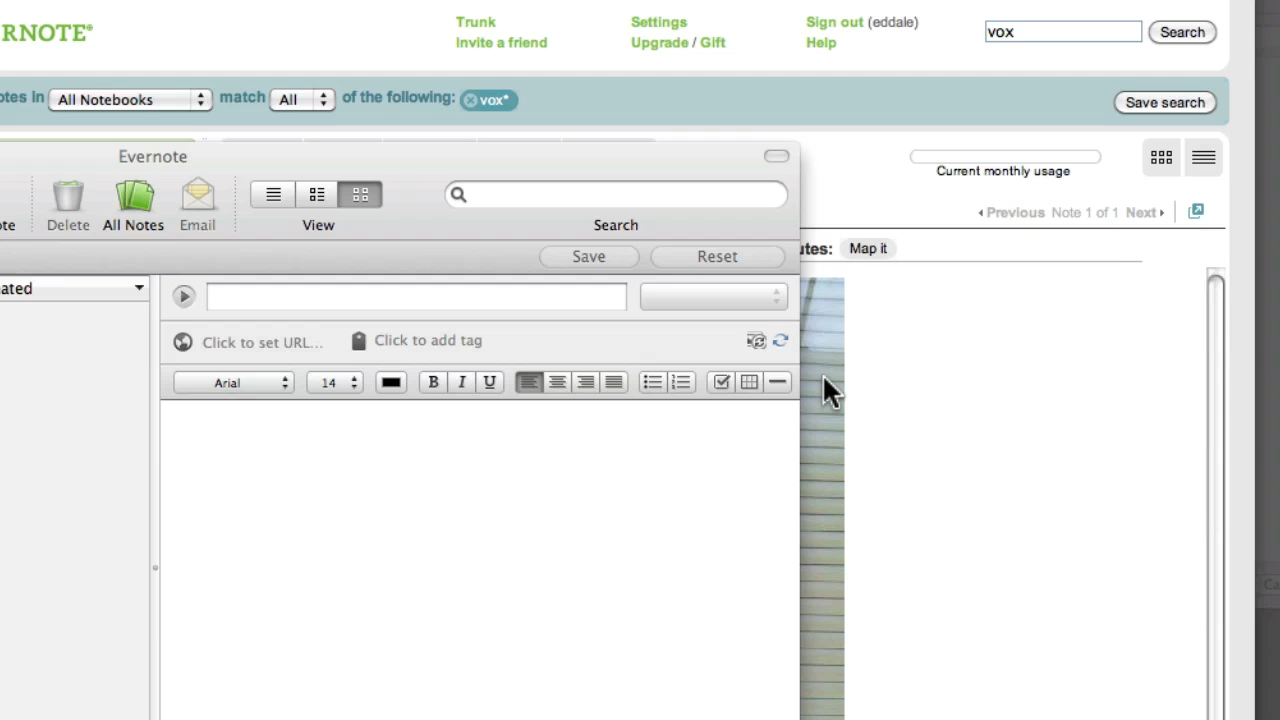 RNOTE®
Trunk
Settings
Sign out (eddale)
vox
Search
Invite a friend
Upgrade / Gift
Help
otes in
All Notebooks
match
All
of the following:
vox*
Save search
Evernote
Current monthly usage
ote
Delete
All Notes
Email
View
Search
Previous
Note 1 of 1
Next
Save
Reset
utes:
Map it
ated
Click to set URL...
Click to add tag
Arial
14
B
I
U